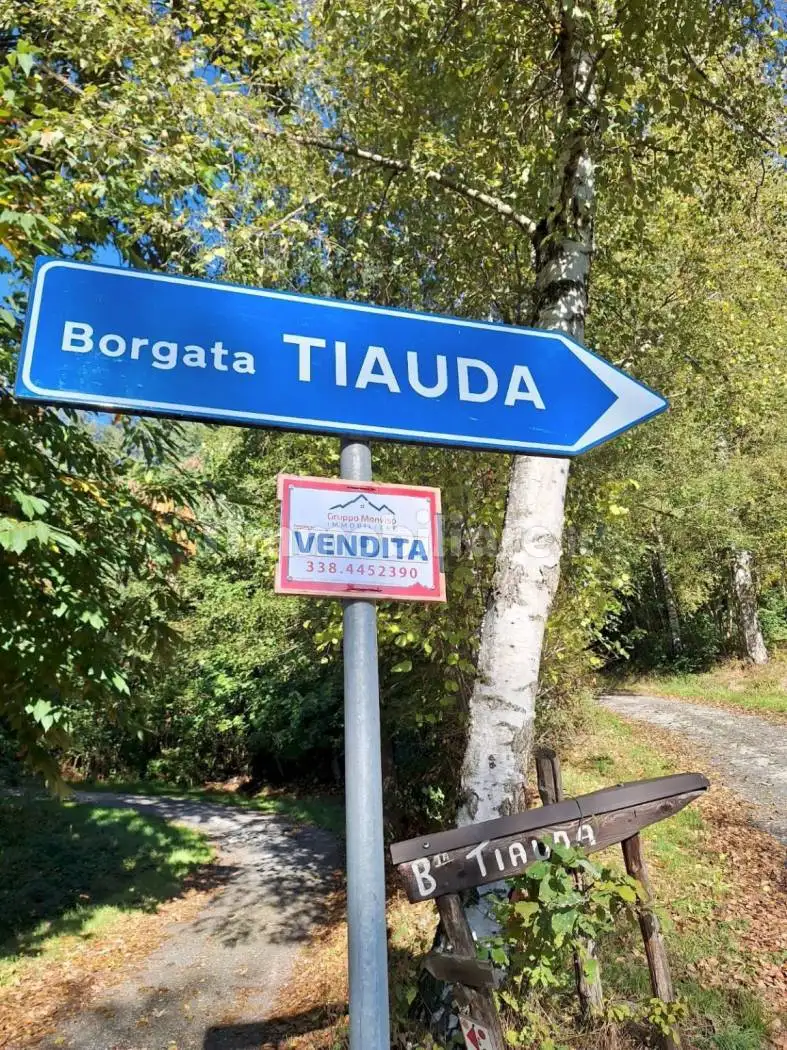 Borgata TIAUDA
Gruppo Monviso
IMMOBILIARE
VENDITA
338.4452390
Bta TIAUDA